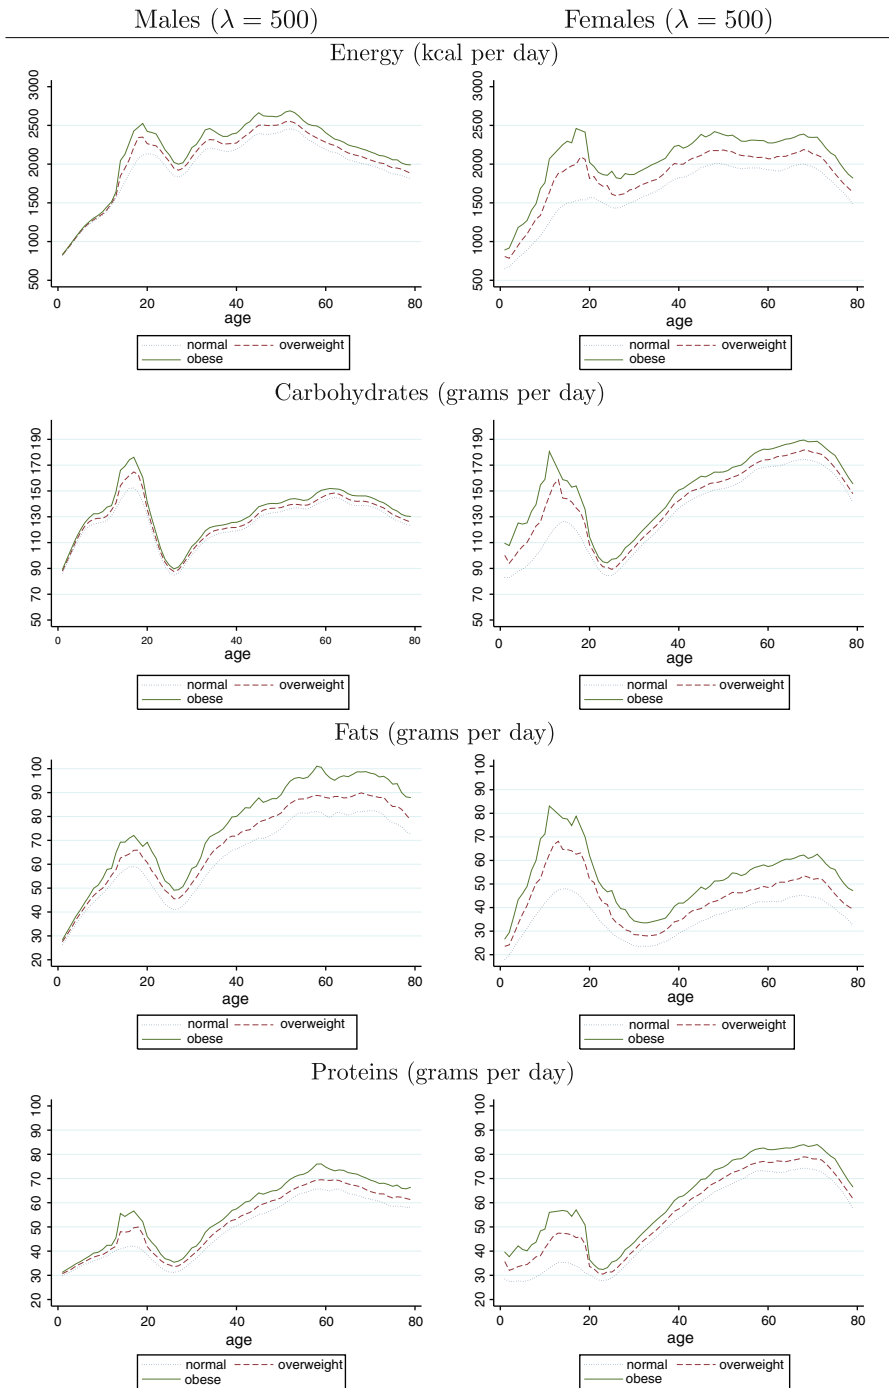 Males (λ = 500) Females (λ = 500)
Energy (kcal per day)
3000 3000
2500 2500
2000 2000
1500 1500
1000 1000
500 500
0 20 40 60 80 0 20 40 60 80
age age
normal overweight normal overweight
obese obese
Carbohydrates (grams per day)
190 190
170 170
150 150
130 130
110 110
90 90
70 70
50 50
0 20 40 60 80 0 20 40 60 80
age age
normal overweight normal overweight
obese obese
Fats (grams per day)
100 100
90 90
80 80
70 70
60 60
50 50
40 40
30 30
20 20
0 20 40 60 80 0 20 40 60 80
age age
normal overweight normal overweight
obese obese
Proteins (grams per day)
100 100
90 90
80 80
70 70
60 60
50 50
40 40
30 30
20 20
0 20 40 60 80 0 20 40 60 80
age age
normal overweight normal overweight
obese obese